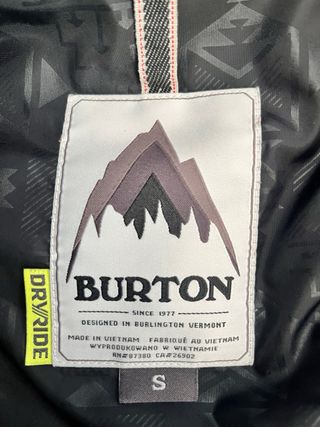 BURTON
SINCE 1977
DESIGNED IN BURLINGTON VERMONT
MADE IN VIETNAM FABRIQUÉ AU VIETNAM
WYPRODUKOWANO W WIETNAMIE
RN#87380 CA#26902
DRY//RIDE
S